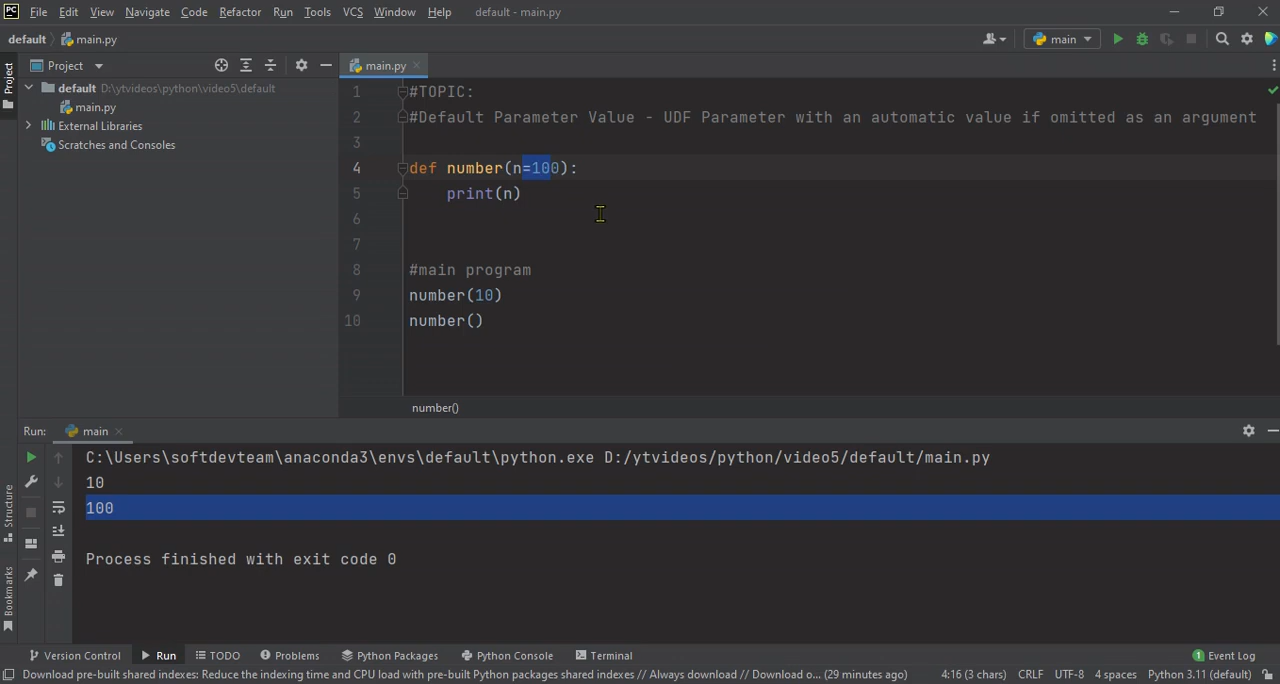 PC File Edit View Navigate Code Refactor Run Tools VCS Window Help default - main.py
default main.py main
Project Project main.py
1 #TOPIC:
default D:\ytvideos\python\video5\default
2 #Default Parameter Value - UDF Parameter with an automatic value if omitted as an argument
main.py
External Libraries
3
Scratches and Consoles
4 def number(n=100):
5 print(n)
6
7
8 #main program
9 number(10)
10 number()
number()
Run: main
C:\Users\softdevteam\anaconda3\envs\default\python.exe D:/ytvideos/python/video5/default/main.py
10
100
Process finished with exit code 0
Structure
Bookmarks
Version Control Run TODO Problems Python Packages Python Console Terminal 1 Event Log
Download pre-built shared indexes: Reduce the indexing time and CPU load with pre-built Python packages shared indexes // Always download // Download o... (29 minutes ago) 4:16 (3 chars) CRLF UTF-8 4 spaces Python 3.11 (default)